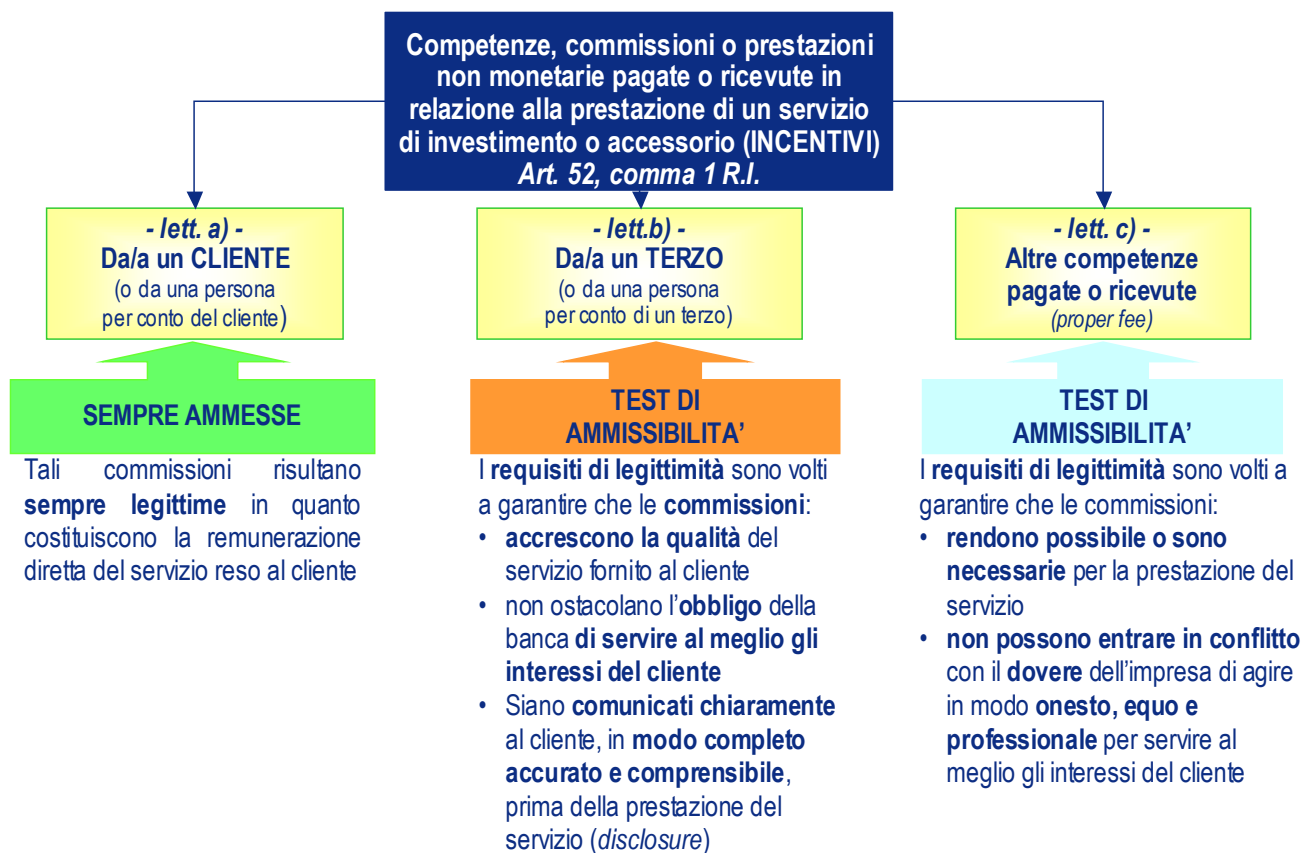 Competenze, commissioni o prestazioni
non monetarie pagate o ricevute in
relazione alla prestazione di un servizio
di investimento o accessorio (INCENTIVI)
Art. 52, comma 1 R.I.
- lett. a) -
Da/a un CLIENTE
(o da una persona
per conto del cliente)
SEMPRE AMMESSE
Tali commissioni risultano
sempre legittime in quanto
costituiscono la remunerazione
diretta del servizio reso al cliente
- lett.b) -
Da/a un TERZO
(o da una persona
per conto di un terzo)
TEST DI
AMMISSIBILITA’
I requisiti di legittimità sono volti
a garantire che le commissioni:
• accrescono la qualità del
servizio fornito al cliente
• non ostacolano l’obbligo della
banca di servire al meglio gli
interessi del cliente
• Siano comunicati chiaramente
al cliente, in modo completo
accurato e comprensibile,
prima della prestazione del
servizio (disclosure)
- lett. c) -
Altre competenze
pagate o ricevute
(proper fee)
TEST DI
AMMISSIBILITA’
I requisiti di legittimità sono volti a
garantire che le commissioni:
• rendono possibile o sono
necessarie per la prestazione del
servizio
• non possono entrare in conflitto
con il dovere dell’impresa di agire
in modo onesto, equo e
professionale per servire al
meglio gli interessi del cliente